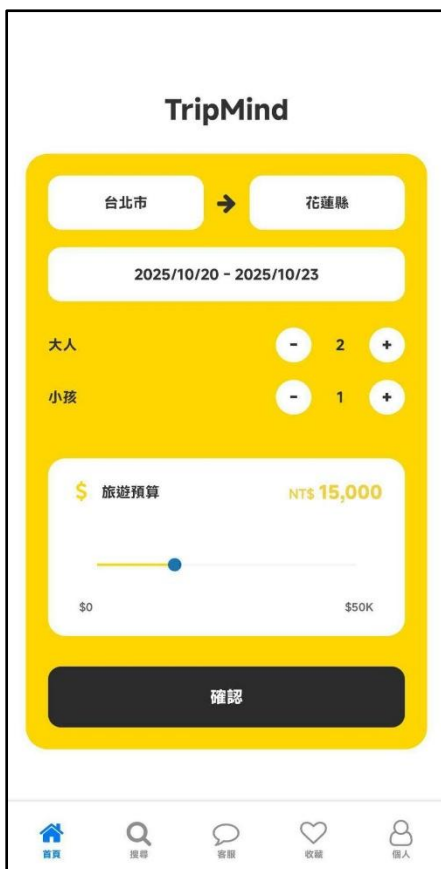 TripMind
台北市 → 花蓮縣
2025/10/20 - 2025/10/23
大人 - 2 +
小孩 - 1 +
$ 旅遊預算 NT$ 15,000
$0 $50K
確認
首頁 搜尋 客服 收藏 個人